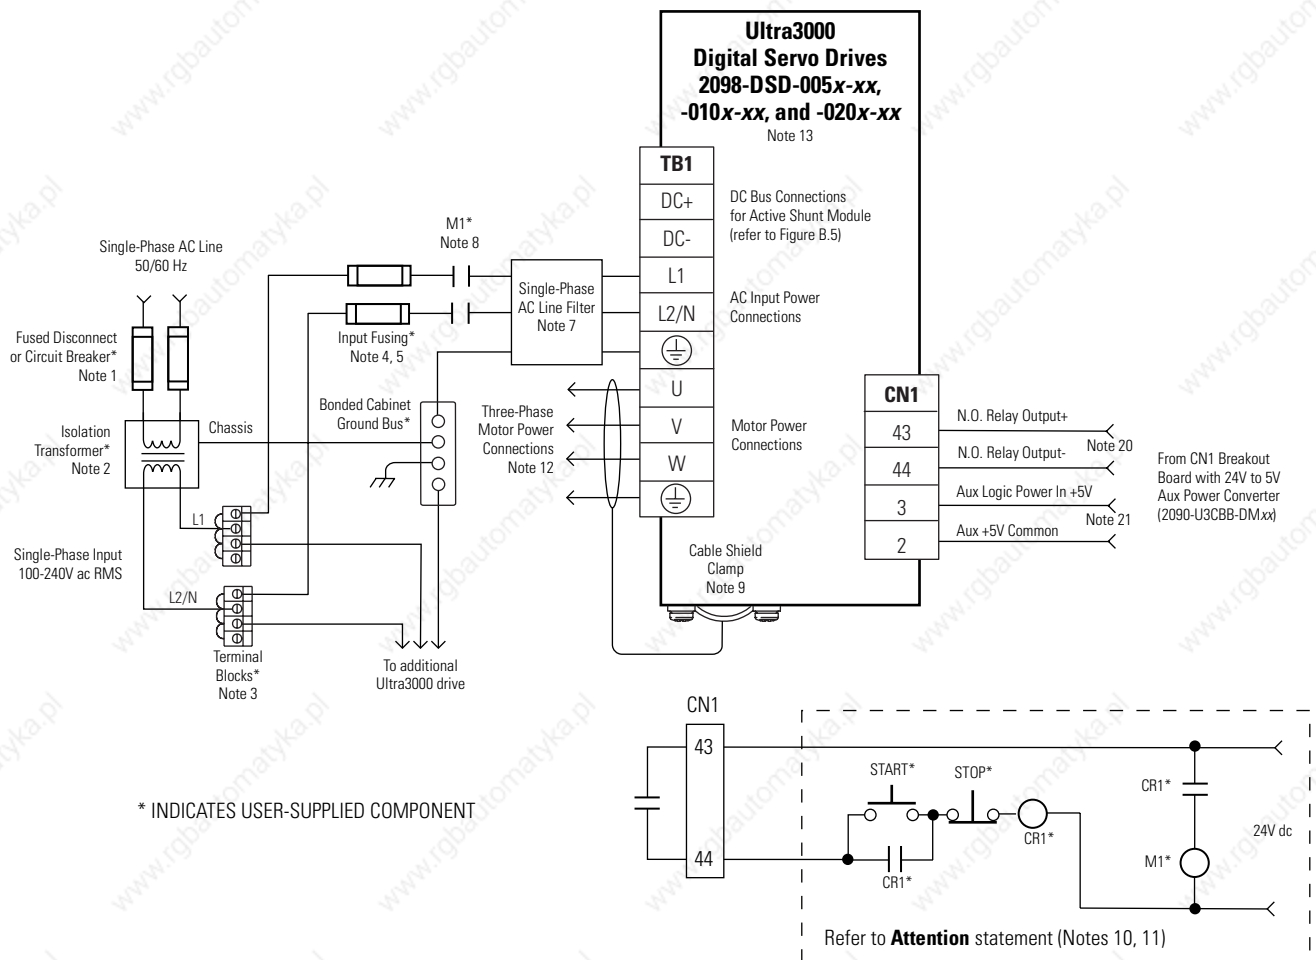 Ultra3000
Digital Servo Drives
2098-DSD-005x-xx,
-010x-xx, and -020x-xx
Note 13
TB1
DC+
DC-
L1
L2/N
U
V
W
DC Bus Connections
for Active Shunt Module
(refer to Figure B.5)
AC Input Power
Connections
Motor Power
Connections
M1*
Note 8
Single-Phase AC Line
50/60 Hz
Single-Phase
AC Line Filter
Note 7
Fused Disconnect
or Circuit Breaker*
Note 1
Input Fusing*
Note 4, 5
Bonded Cabinet
Ground Bus*
Three-Phase
Motor Power
Connections
Note 12
Isolation
Transformer*
Note 2
Chassis
L1
Single-Phase Input
100-240V ac RMS
L2/N
Terminal
Blocks*
Note 3
To additional
Ultra3000 drive
Cable Shield
Clamp
Note 9
CN1
43
44
3
2
N.O. Relay Output+
Note 20
N.O. Relay Output-
Aux Logic Power In +5V
Note 21
Aux +5V Common
From CN1 Breakout
Board with 24V to 5V
Aux Power Converter
(2090-U3CBB-DMxx)
CN1
43
44
START*
STOP*
CR1*
CR1*
CR1*
M1*
24V dc
Refer to Attention statement (Notes 10, 11)
* INDICATES USER-SUPPLIED COMPONENT
www.rgbautomatyka.pl